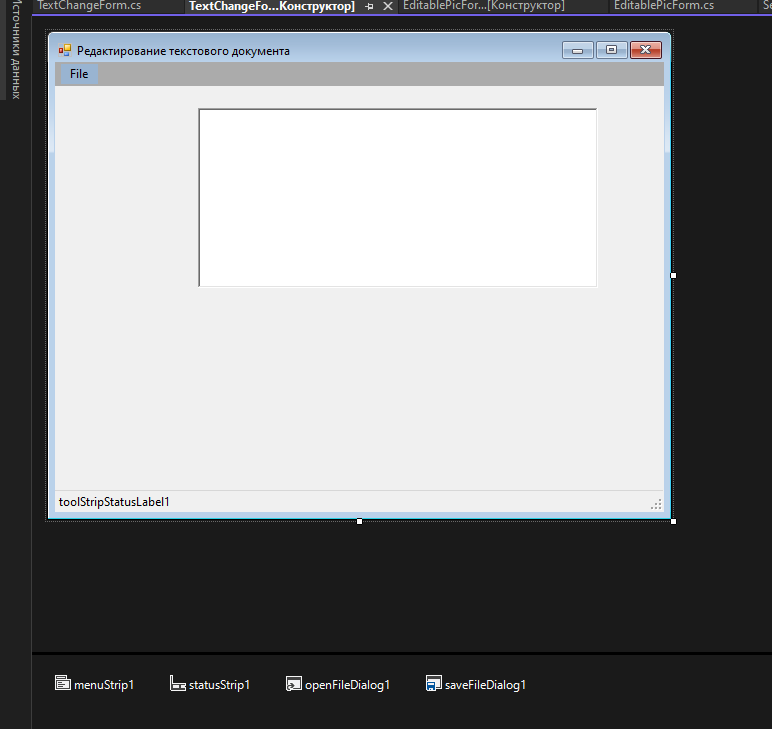 TextChangeForm.cs
TextChangeFo...Конструктор]
EditablePicFor...[Конструктор]
EditablePicForm.cs
Источники данных
Редактирование текстового документа
File
toolStripStatusLabel1
menuStrip1
statusStrip1
openFileDialog1
saveFileDialog1